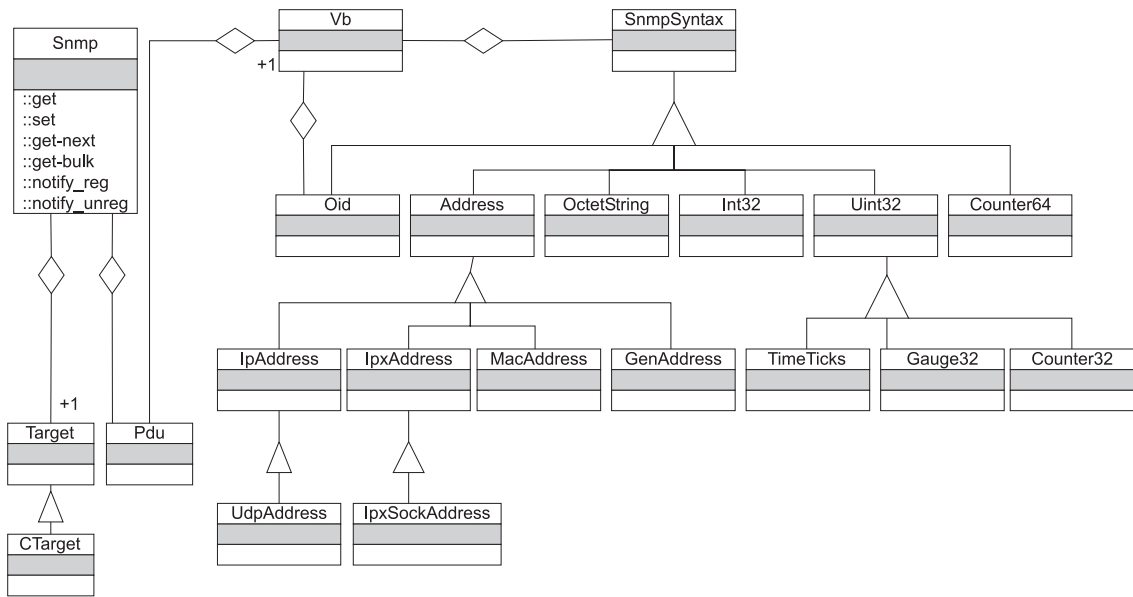 Vb
SnmpSyntax
Snmp
+1
::get
::set
::get-next
::get-bulk
::notify_reg
::notify_unreg
Oid
Address
OctetString
Int32
Uint32
Counter64
IpAddress
IpxAddress
MacAddress
GenAddress
TimeTicks
Gauge32
Counter32
+1
Target
Pdu
UdpAddress
IpxSockAddress
CTarget